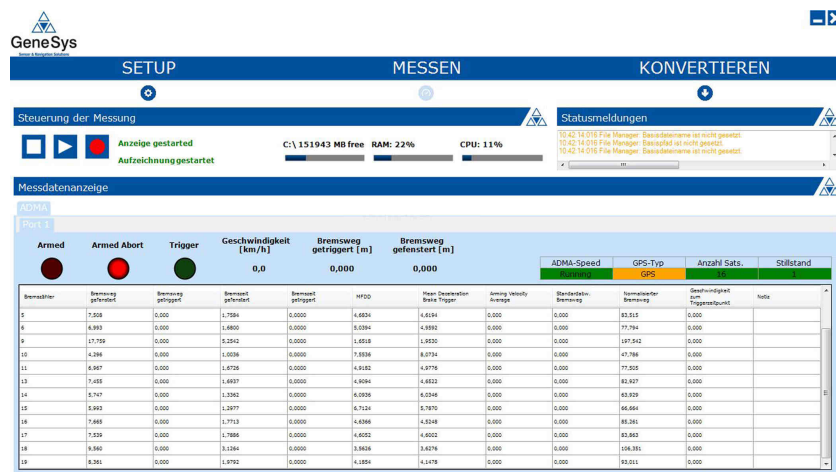 GeneSys
Sensor & Navigation Solutions
SETUP MESSEN KONVERTIEREN
Steuerung der Messung
Statusmeldungen
Anzeige gestarted
Aufzeichnung gestartet
C:\ 151943 MB free RAM: 22% CPU: 11%
10:42:14:016 File Manager: Basisdateiname ist nicht gesetzt.
10:42:14:016 File Manager: Basispfad ist nicht gesetzt.
10:42:14:016 File Manager: Basisdateiname ist nicht gesetzt.
Messdatenanzeige
ADMA
Port 1
Armed Armed Abort Trigger Geschwindigkeit [km/h] Bremsweg getriggert [m] Bremsweg gefenstert [m]
0,0 0,000 0,000
ADMA-Speed GPS-Typ Anzahl Sats. Stillstand
Running GPS 16 1
Bremszähler Bremsweg gefenstert Bremsweg getriggert Bremszeit gefenstert Bremszeit getriggert MFDD Mean Deceleration Brake Trigger Arming Velocity Average Standardabw. Bremsweg Normalisierter Bremsweg Geschwindigkeit zum Triggerzeitpunkt Notiz
5 7,508 0,000 1,7584 0,0000 4,6834 4,6194 0,000 0,000 83,515 0,000
6 6,993 0,000 1,6800 0,0000 5,0394 4,9592 0,000 0,000 77,794 0,000
9 17,759 0,000 5,2542 0,0000 1,6518 1,9530 0,000 0,000 197,542 0,000
10 4,296 0,000 1,0036 0,0000 7,5536 8,0734 0,000 0,000 47,786 0,000
11 6,967 0,000 1,6726 0,0000 4,9182 4,9776 0,000 0,000 77,505 0,000
13 7,455 0,000 1,6937 0,0000 4,9094 4,6522 0,000 0,000 82,937 0,000
14 5,747 0,000 1,3362 0,0000 6,0936 6,0346 0,000 0,000 63,929 0,000
15 5,993 0,000 1,2977 0,0000 6,7124 5,7870 0,000 0,000 66,664 0,000
16 7,665 0,000 1,7713 0,0000 4,6366 4,5248 0,000 0,000 85,261 0,000
17 7,539 0,000 1,7886 0,0000 4,6052 4,6002 0,000 0,000 83,863 0,000
18 9,560 0,000 3,1264 0,0000 3,5626 3,6276 0,000 0,000 106,351 0,000
19 8,361 0,000 1,9792 0,0000 4,1854 4,1478 0,000 0,000 93,011 0,000